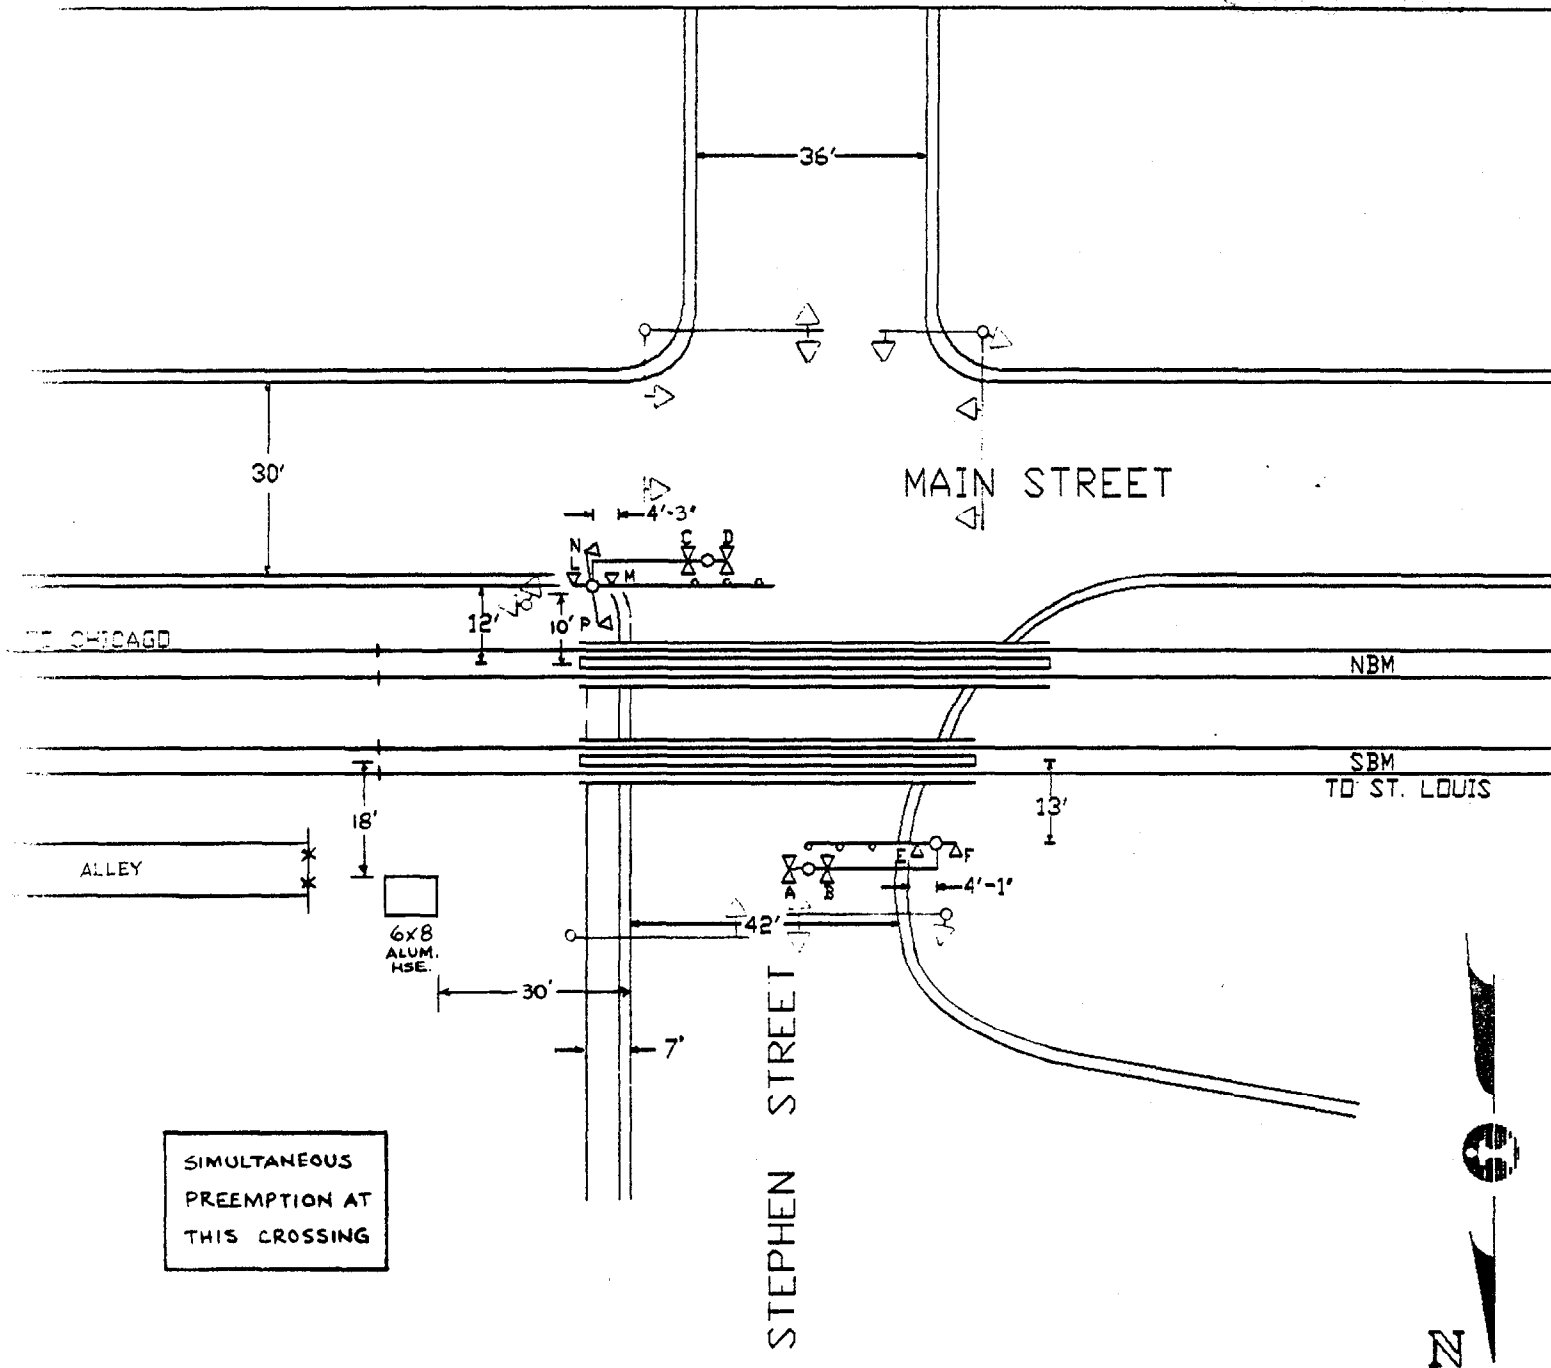 36'
30'
MAIN STREET
4'-3"
N
C
D
L
M
12'
10'
P
TO CHICAGO
NBM
SBM
TO ST. LOUIS
18'
13'
ALLEY
E
F
A
B
4'-1"
42'
6x8
ALUM.
HSE.
30'
7'
STEPHEN STREET
SIMULTANEOUS
PREEMPTION AT
THIS CROSSING
N